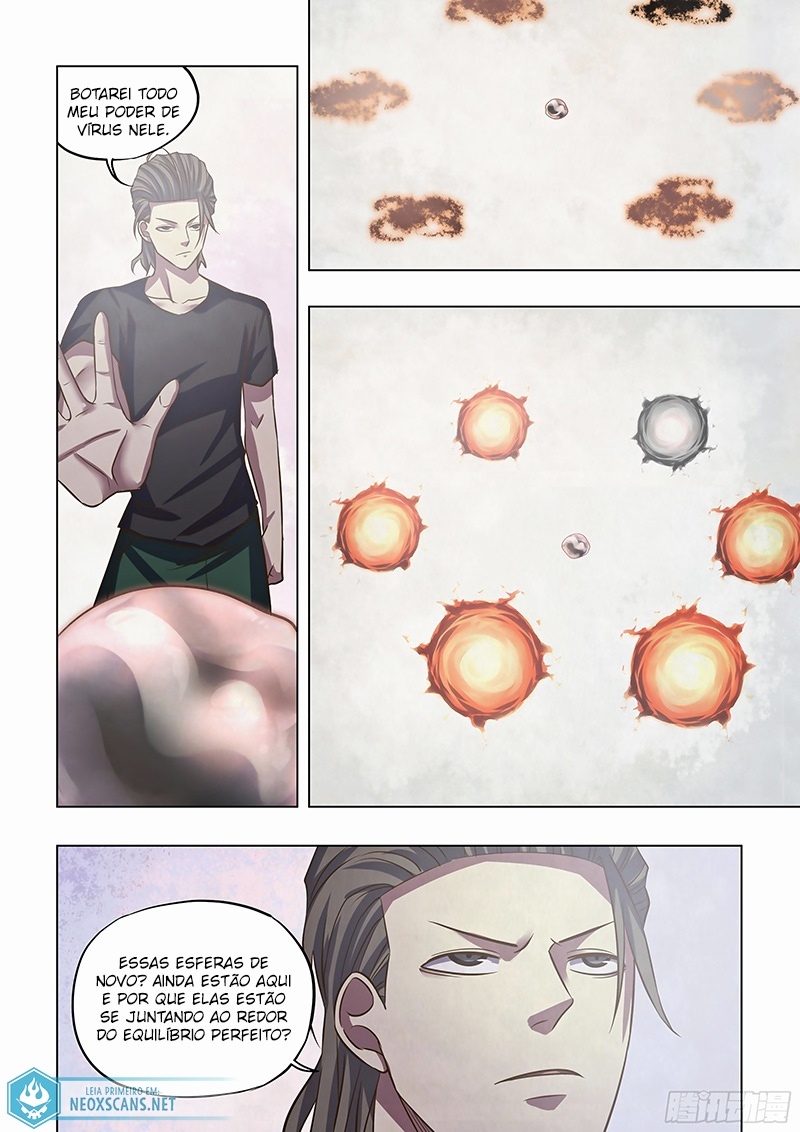 BOTAREI TODO
MEU PODER DE
VÍRUS NELE.
ESSAS ESFERAS DE
NOVO? AINDA ESTÃO AQUI
E POR QUE ELAS ESTÃO
SE JUNTANDO AO REDOR
DO EQUILÍBRIO PERFEITO?
LEIA PRIMEIRO EM:
NEOXSCANS.NET
腾讯动漫